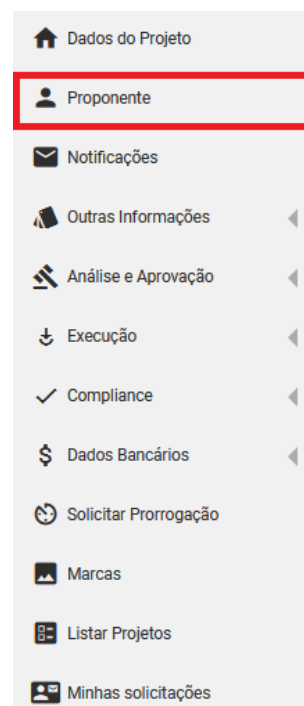 Dados do Projeto
Proponente
Notificações
Outras Informações
Análise e Aprovação
Execução
Compliance
Dados Bancários
Solicitar Prorrogação
Marcas
Listar Projetos
Minhas solicitações